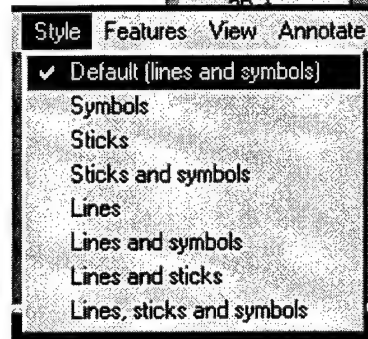 Style Features View Annotate
✓ Default (lines and symbols)
Symbols
Sticks
Sticks and symbols
Lines
Lines and symbols
Lines and sticks
Lines, sticks and symbols